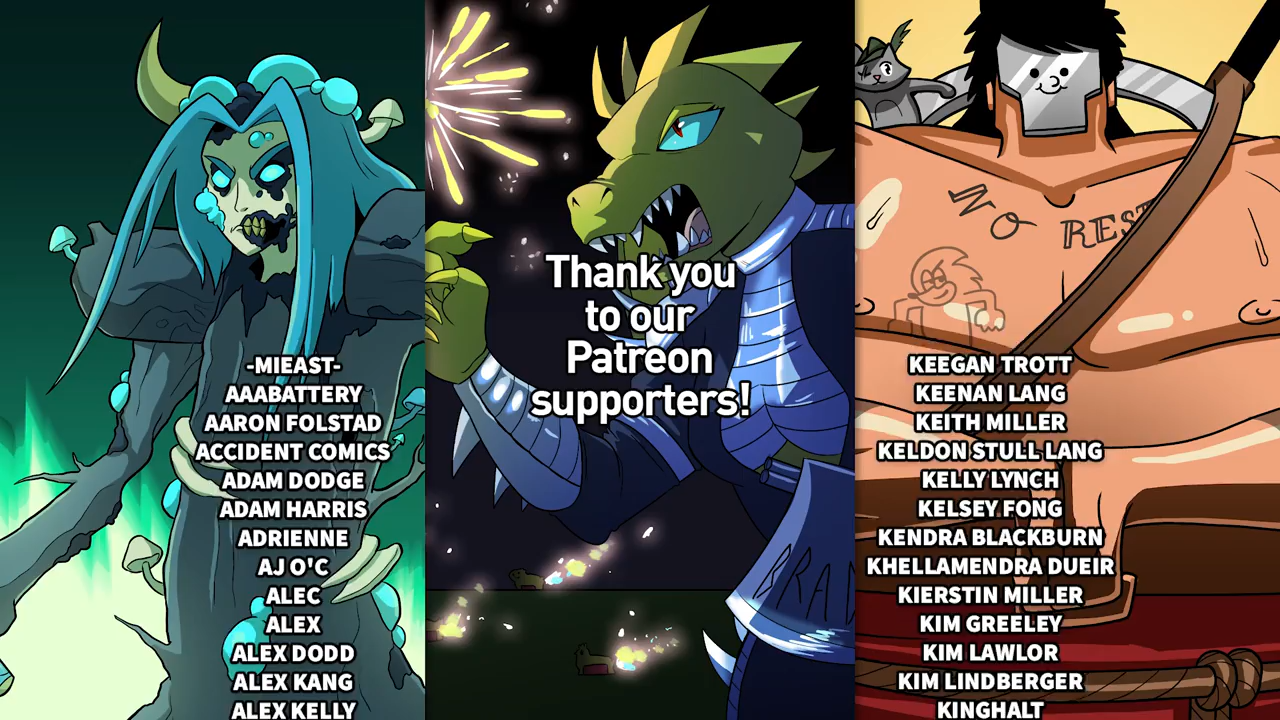 -MIEAST-
AAABATTERY
AARON FOLSTAD
ACCIDENT COMICS
ADAM DODGE
ADAM HARRIS
ADRIENNE
AJ O'C
ALEC
ALEX
ALEX DODD
ALEX KANG
ALEX KELLY
Thank you
to our
Patreon
supporters!
NO REST
KEEGAN TROTT
KEENAN LANG
KEITH MILLER
KELDON STULL LANG
KELLY LYNCH
KELSEY FONG
KENDRA BLACKBURN
KHELLAMENDRA DUEIR
KIERSTIN MILLER
KIM GREELEY
KIM LAWLOR
KIM LINDBERGER
KINGHALT